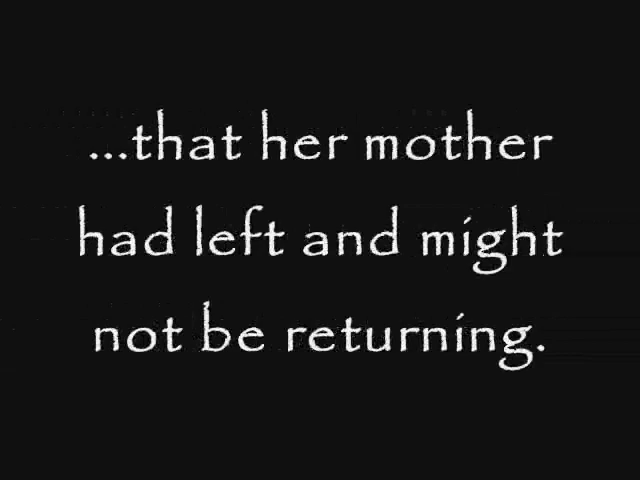 ...that her mother
had left and might
not be returning.